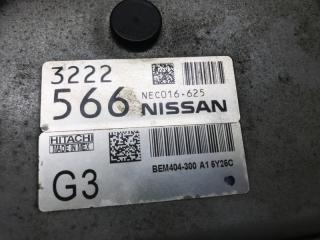 3222
566
NEC016-625
NISSAN
HITACHI
MADE IN MEX.
G3
BEM404-300 A1 5Y26C